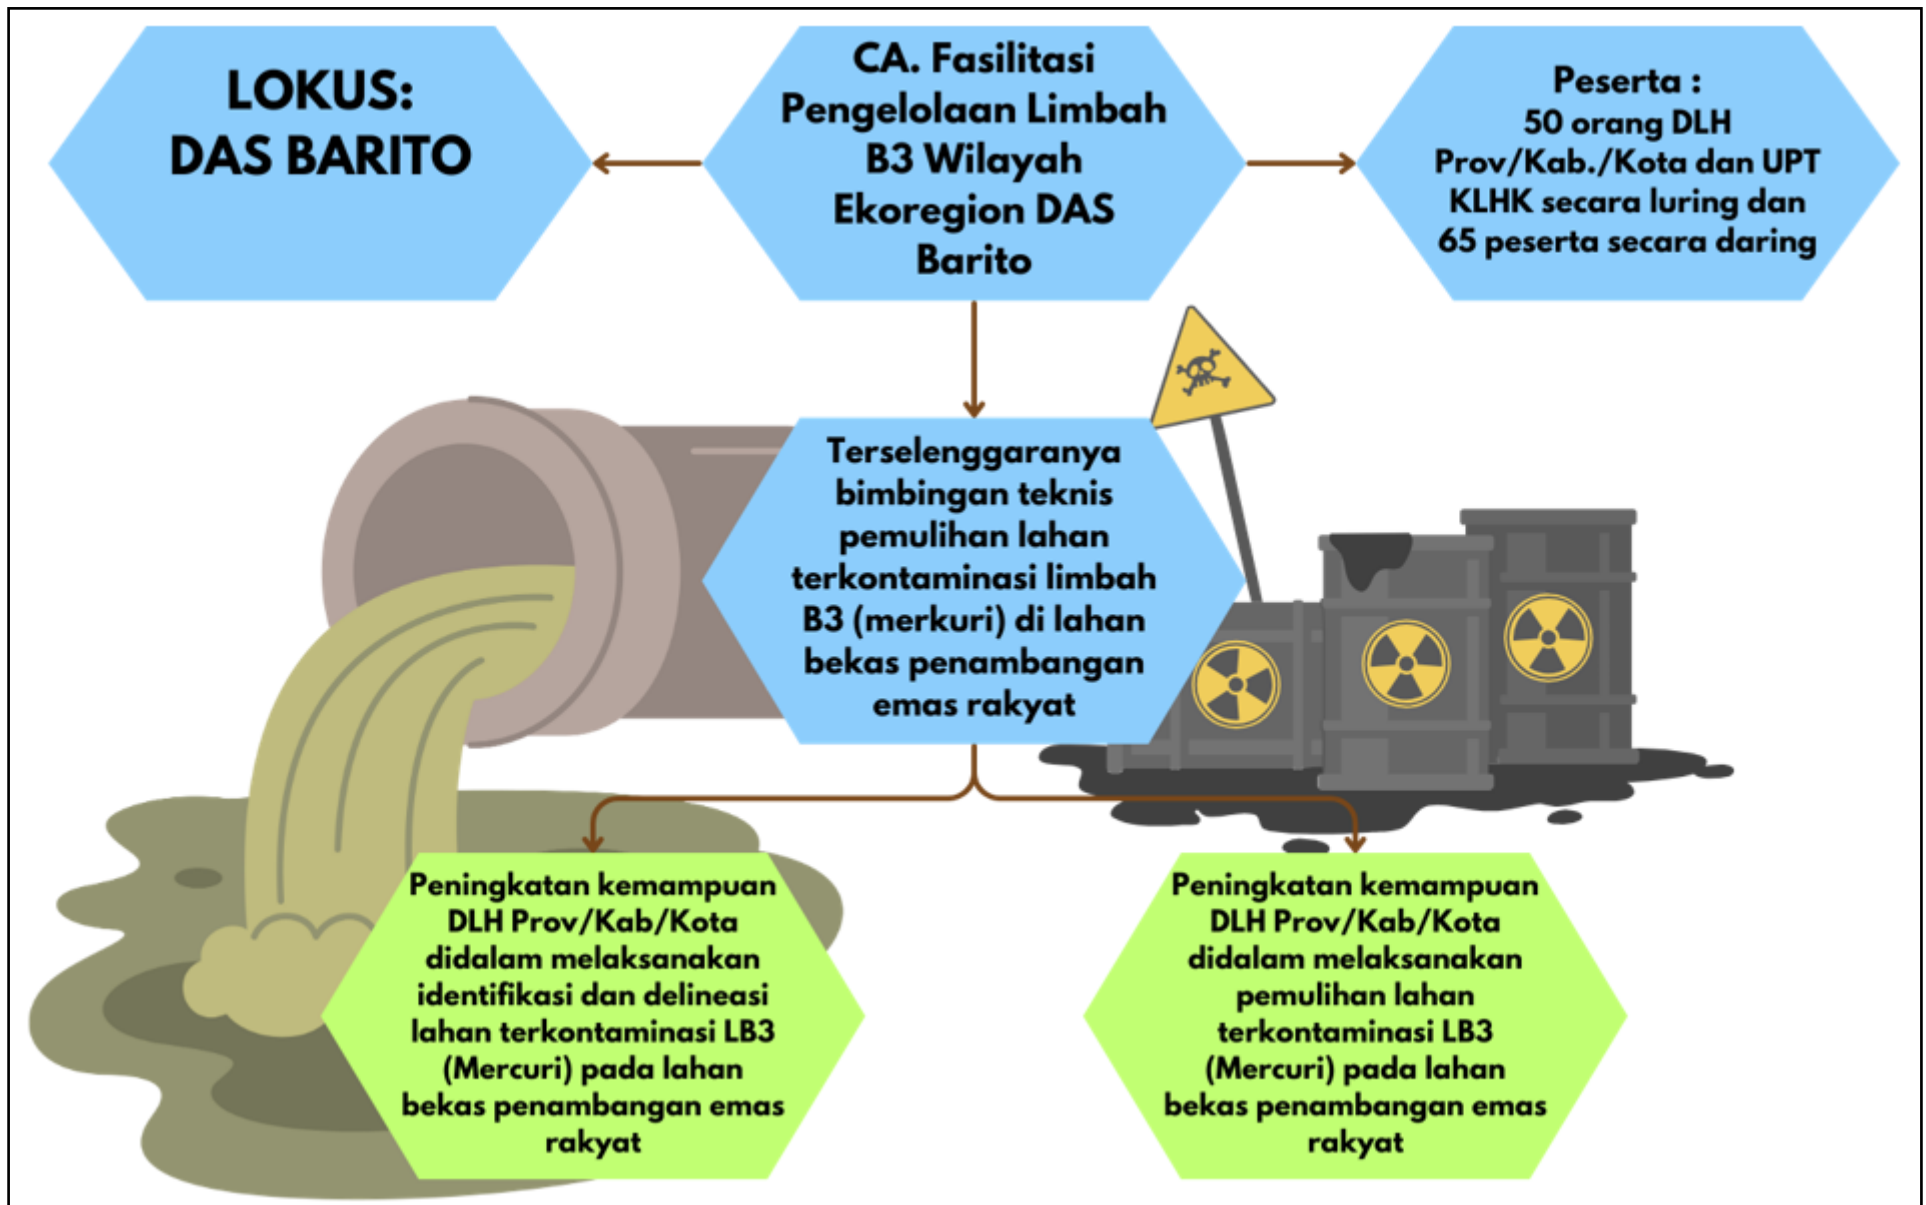 LOKUS:
DAS BARITO
CA. Fasilitasi
Pengelolaan Limbah
B3 Wilayah
Ekoregion DAS
Barito
Peserta :
50 orang DLH
Prov/Kab./Kota dan UPT
KLHK secara luring dan
65 peserta secara daring
Terselenggaranya
bimbingan teknis
pemulihan lahan
terkontaminasi limbah
B3 (merkuri) di lahan
bekas penambangan
emas rakyat
Peningkatan kemampuan
DLH Prov/Kab/Kota
didalam melaksanakan
identifikasi dan delineasi
lahan terkontaminasi LB3
(Mercuri) pada lahan
bekas penambangan emas
rakyat
Peningkatan kemampuan
DLH Prov/Kab/Kota
didalam melaksanakan
pemulihan lahan
terkontaminasi LB3
(Mercuri) pada lahan
bekas penambangan emas
rakyat